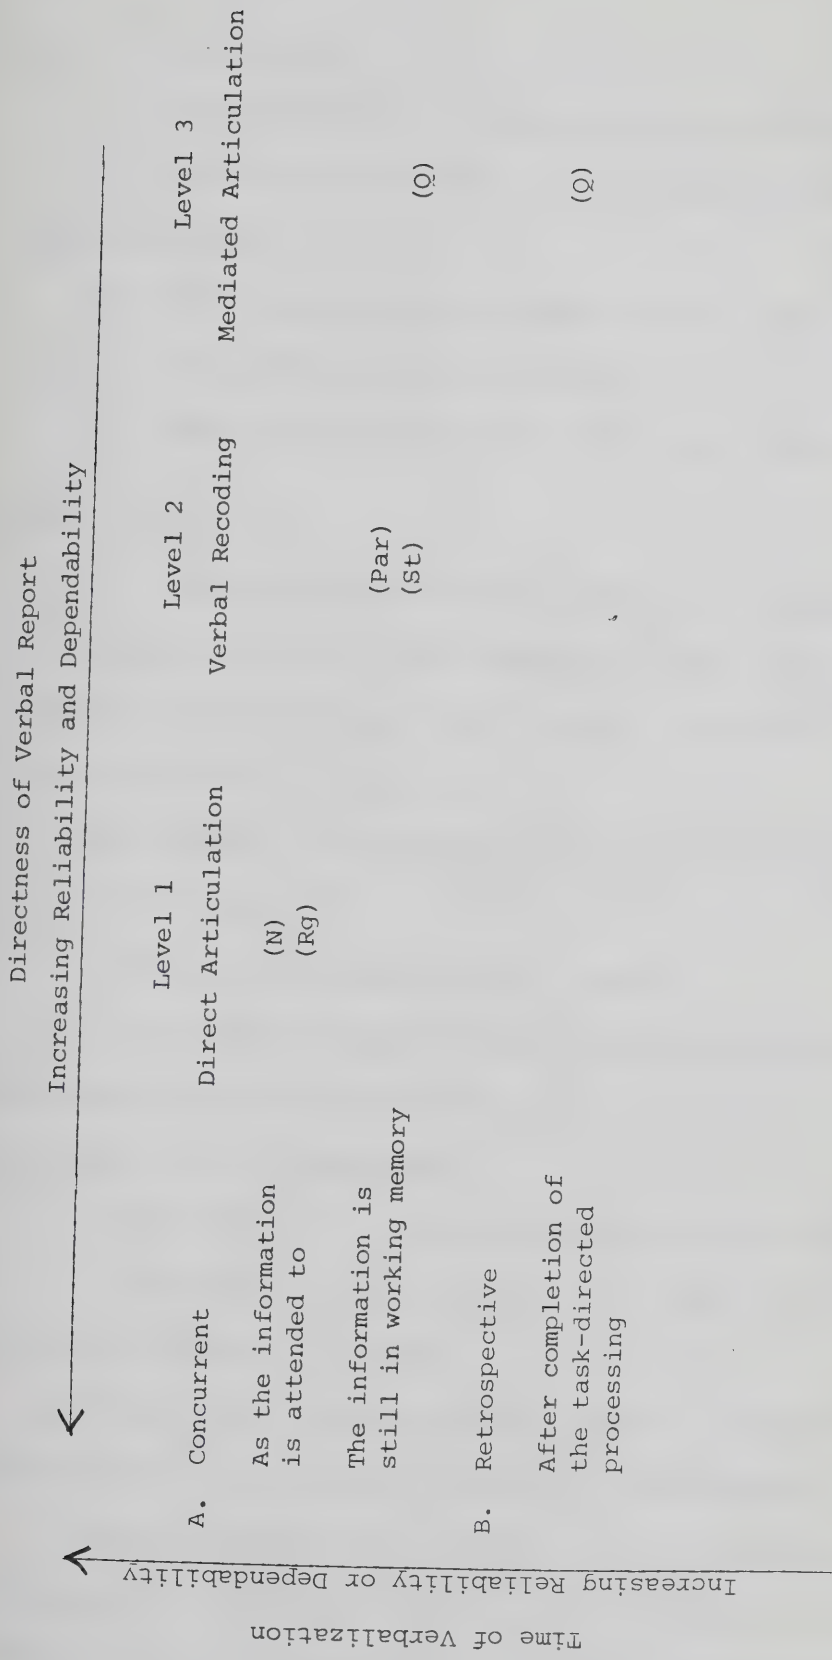 Directness of Verbal Report
Increasing Reliability and Dependability
Level 1
Direct Articulation
Level 2
Verbal Recoding
Level 3
Mediated Articulation
Time of Verbalization
Increasing Reliability or Dependability
A. Concurrent
As the information
is attended to
(N)
(Rg)
The information is
still in working memory
(Par)
(St)
(Q)
B. Retrospective
After completion of
the task-directed
processing
(Q)